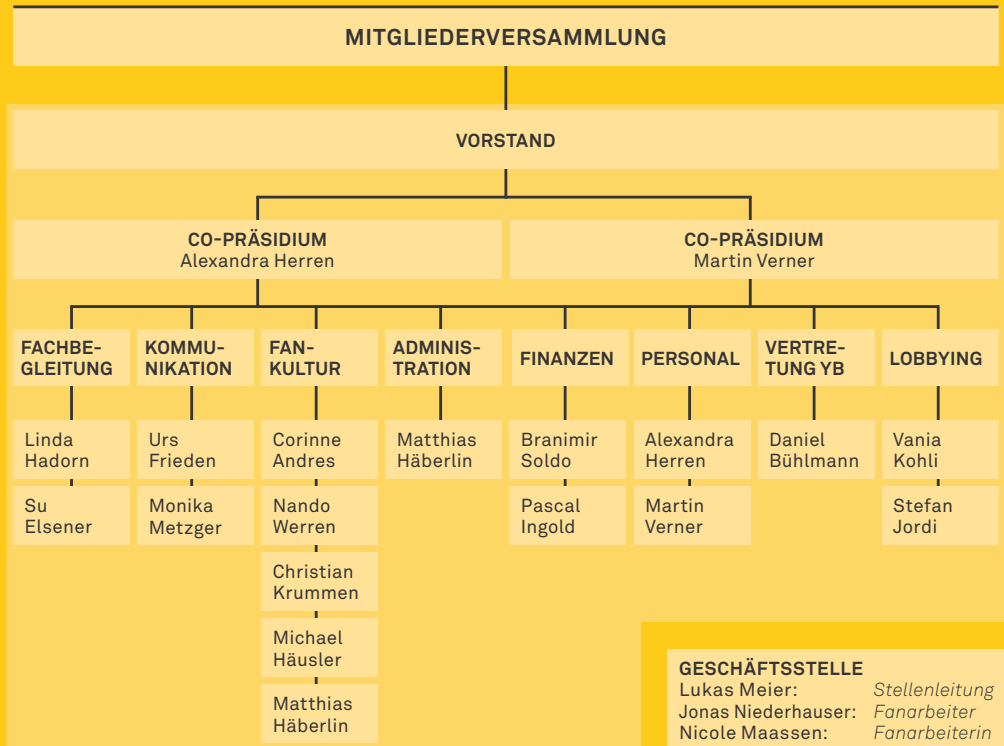 MITGLIEDERVERSAMMLUNG
VORSTAND
CO-PRÄSIDIUM
Alexandra Herren
CO-PRÄSIDIUM
Martin Verner
FACHBE-
GLEITUNG
KOMMU-
NIKATION
FAN-
KULTUR
ADMINIS-
TRATION
FINANZEN
PERSONAL
VERTRE-
TUNG YB
LOBBYING
Linda
Hadorn
Su
Elsener
Urs
Frieden
Monika
Metzger
Corinne
Andres
Nando
Werren
Christian
Krummen
Michael
Häusler
Matthias
Häberlin
Matthias
Häberlin
Branimir
Soldo
Pascal
Ingold
Alexandra
Herren
Martin
Verner
Daniel
Bühlmann
Vania
Kohli
Stefan
Jordi
GESCHÄFTSSTELLE
Lukas Meier: Stellenleitung
Jonas Niederhauser: Fanarbeiter
Nicole Maassen: Fanarbeiterin